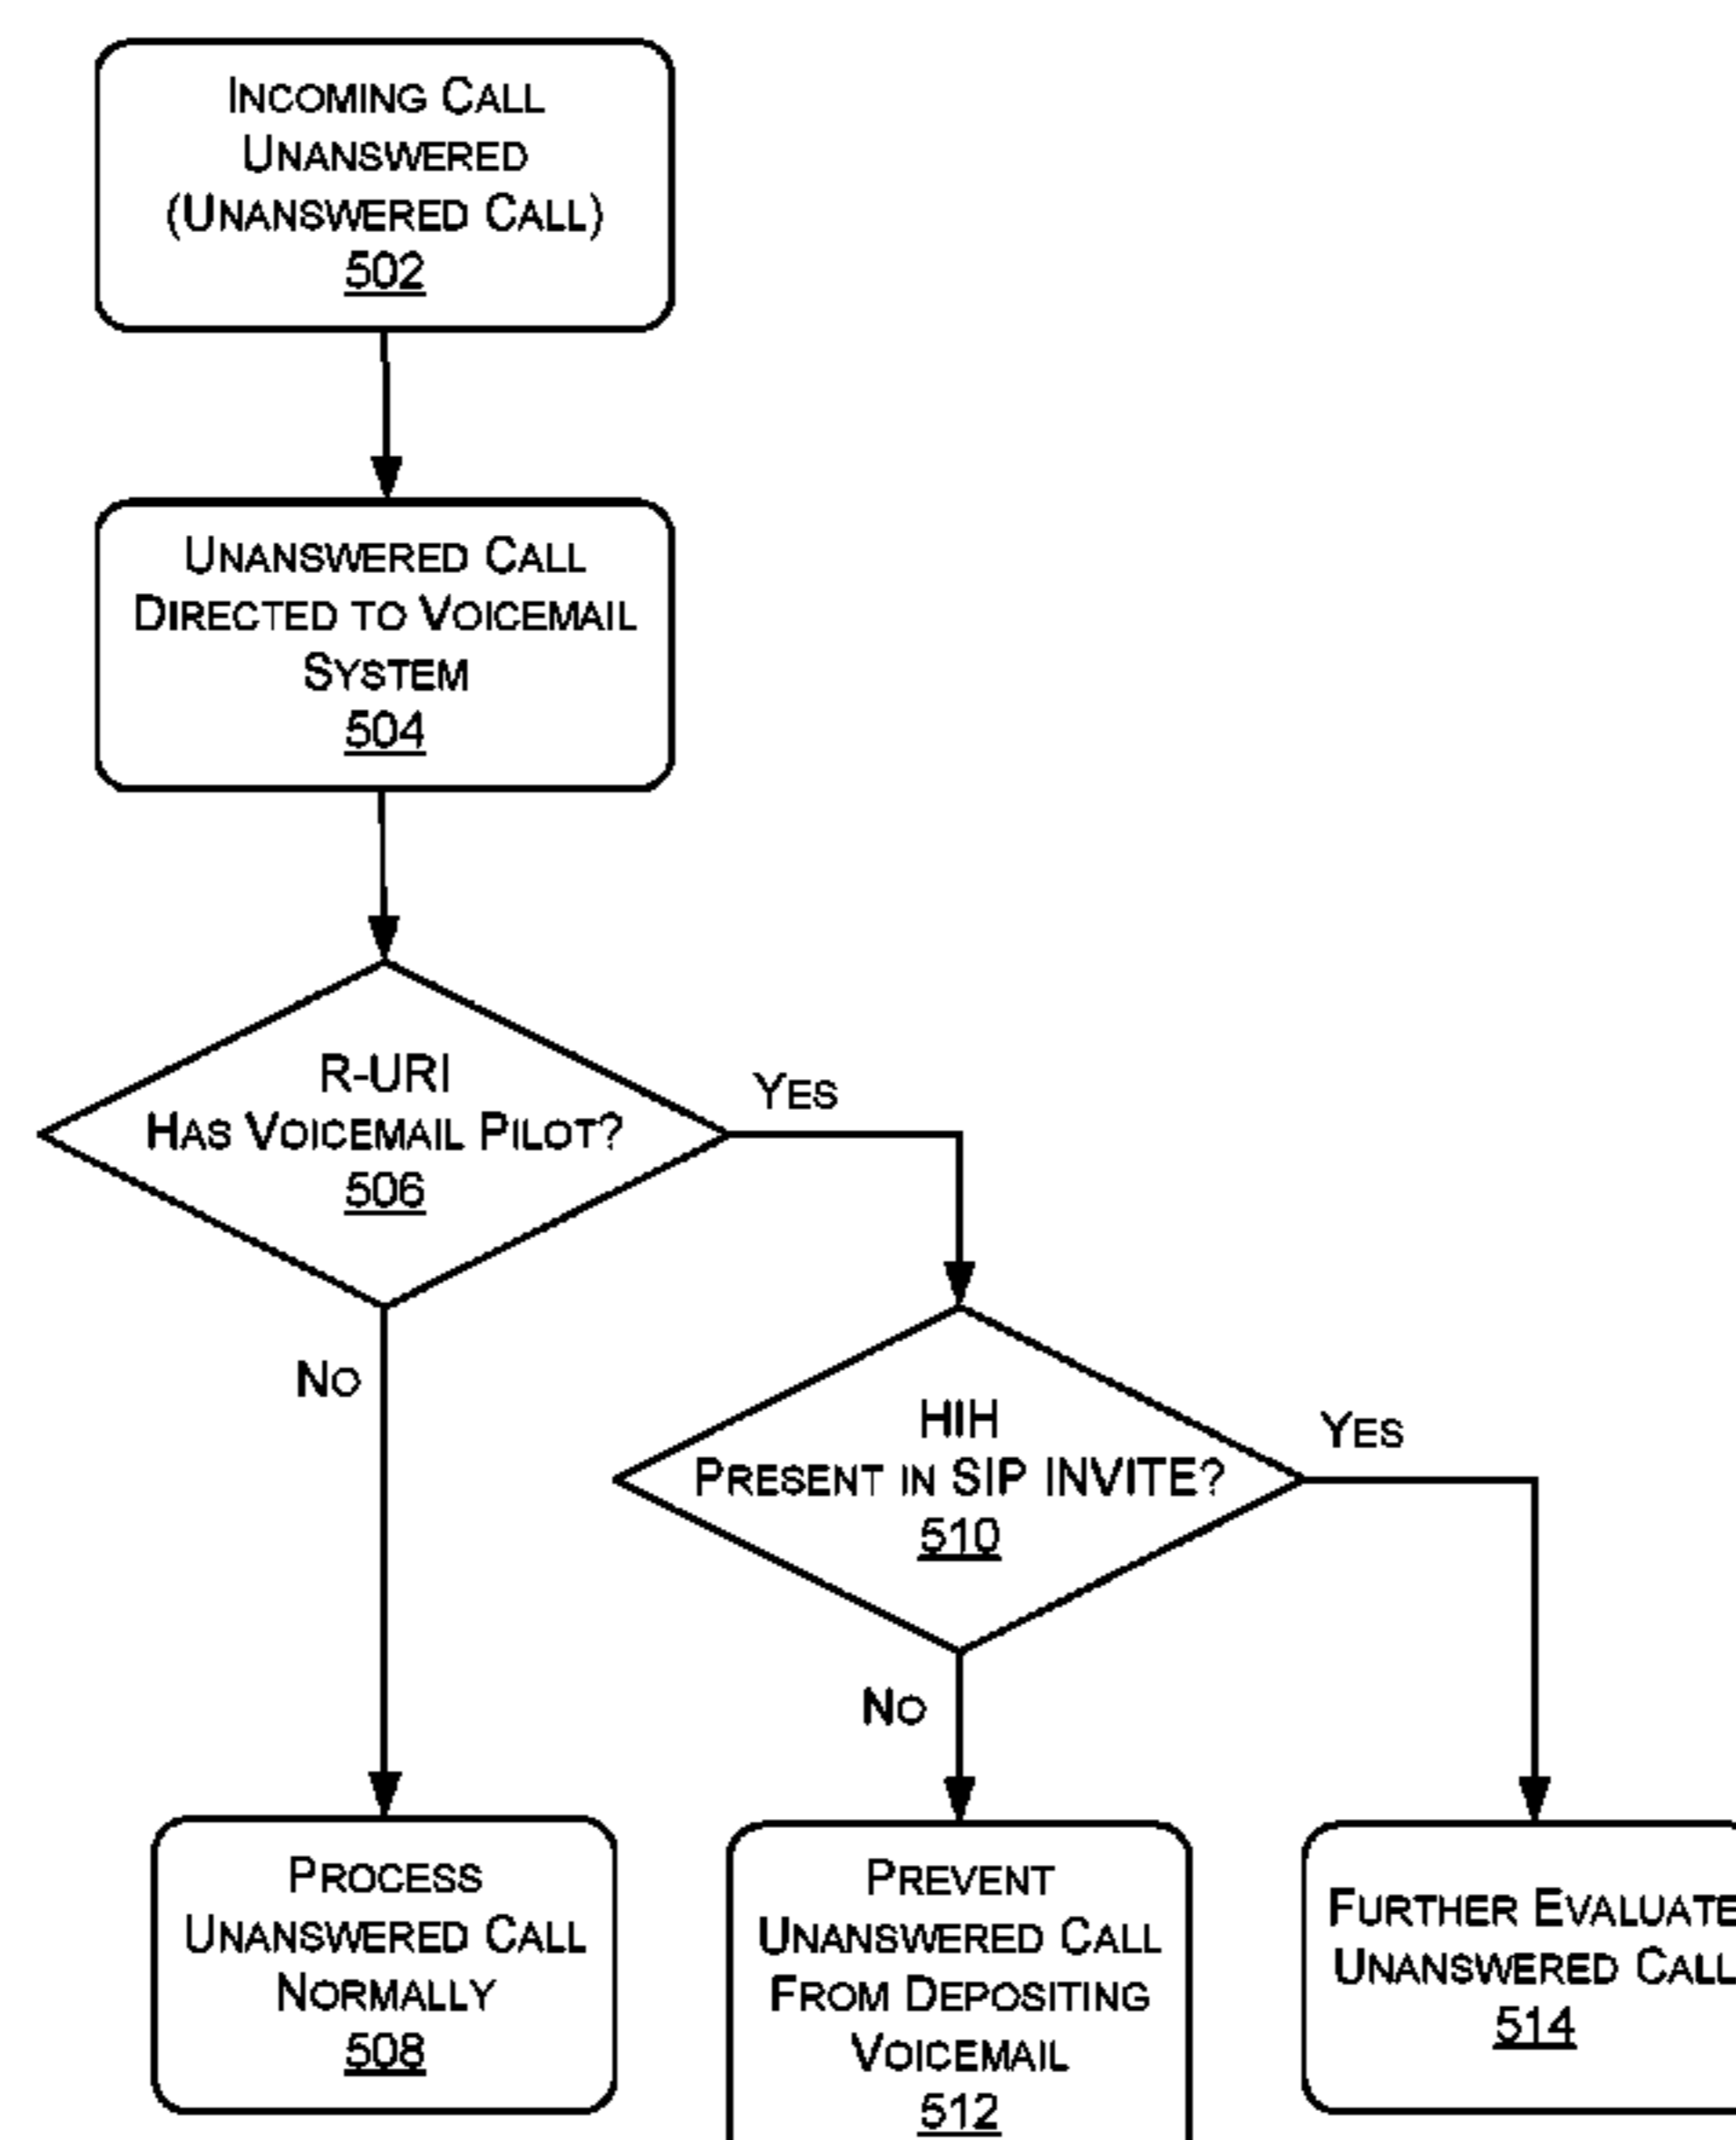 INCOMING CALL
UNANSWERED
(UNANSWERED CALL)
502
UNANSWERED CALL
DIRECTED TO VOICEMAIL
SYSTEM
504
R-URI
HAS VOICEMAIL PILOT?
506
YES
NO
HIH
PRESENT IN SIP INVITE?
510
YES
NO
PROCESS
UNANSWERED CALL
NORMALLY
508
PREVENT
UNANSWERED CALL
FROM DEPOSITING
VOICEMAIL
512
FURTHER EVALUATE
UNANSWERED CALL
514